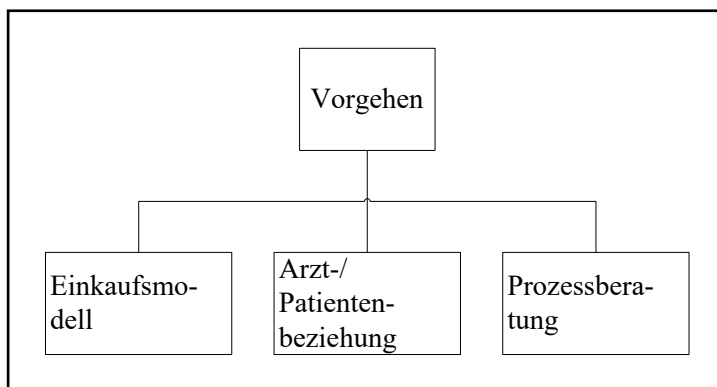 Vorgehen
Einkaufsmo-
dell
Arzt-/
Patienten-
beziehung
Prozessbera-
tung